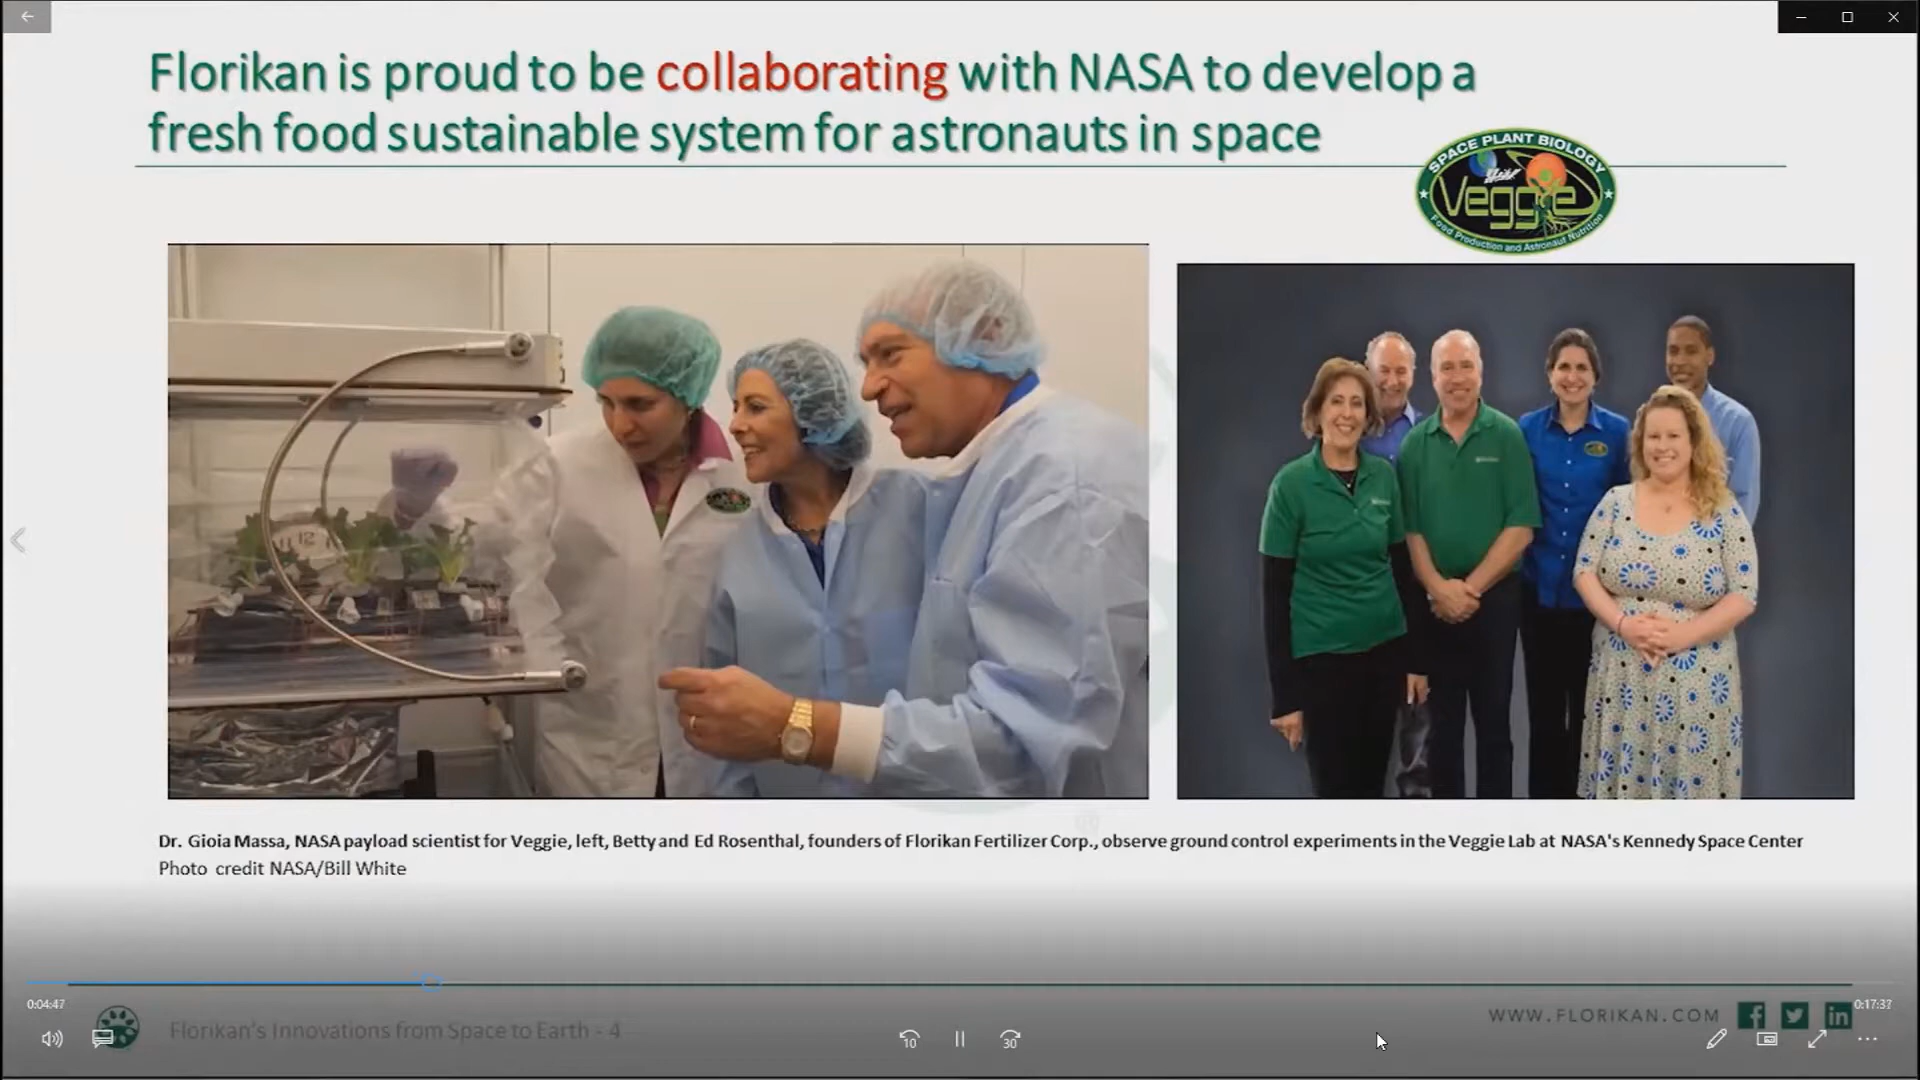 Florikan is proud to be collaborating with NASA to develop a
fresh food sustainable system for astronauts in space
SPACE PLANT BIOLOGY
Veggie
Food Production and Astronaut Nutrition
12
Dr. Gioia Massa, NASA payload scientist for Veggie, left, Betty and Ed Rosenthal, founders of Florikan Fertilizer Corp., observe ground control experiments in the Veggie Lab at NASA's Kennedy Space Center
Photo credit NASA/Bill White
0:04:47
0:17:37
Florikan's Innovations from Space to Earth - 4
WWW.FLORIKAN.COM
10
30